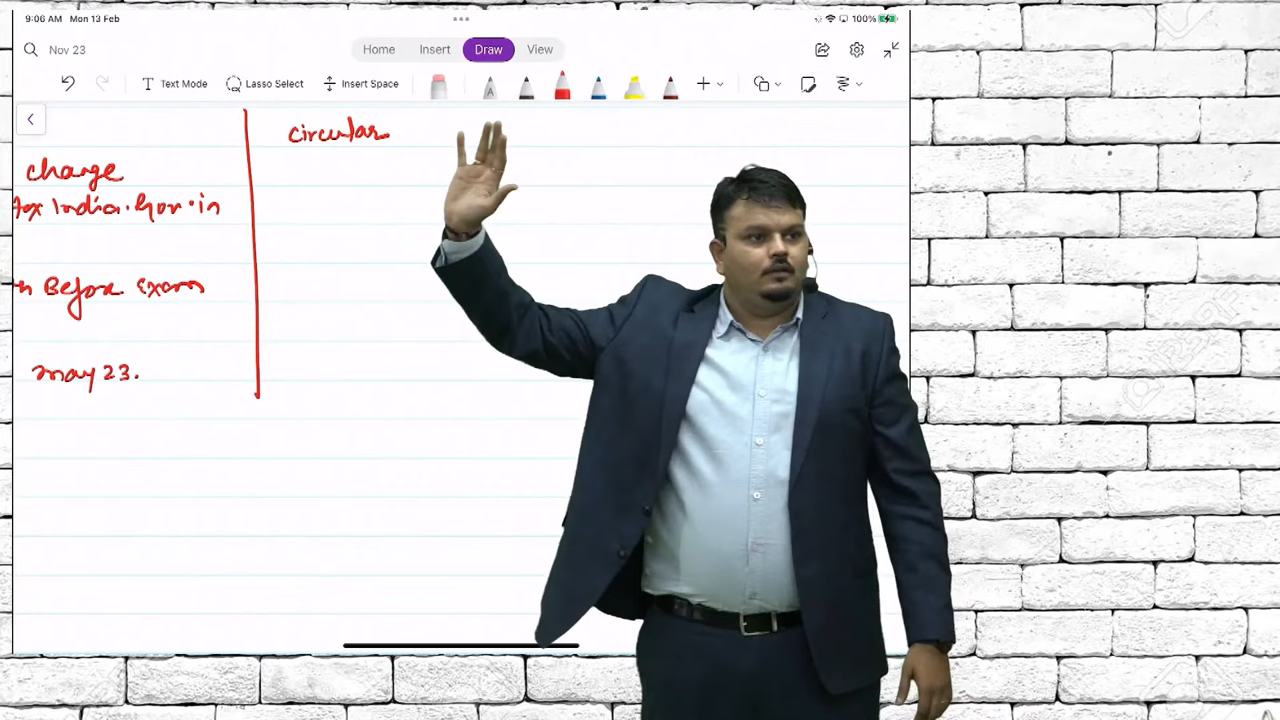 9:06 AM Mon 13 Feb
100%
Nov 23
Home Insert Draw View
Text Mode Lasso Select Insert Space
A
circular
charge
India.Gov.in
Before Exam
may 23.